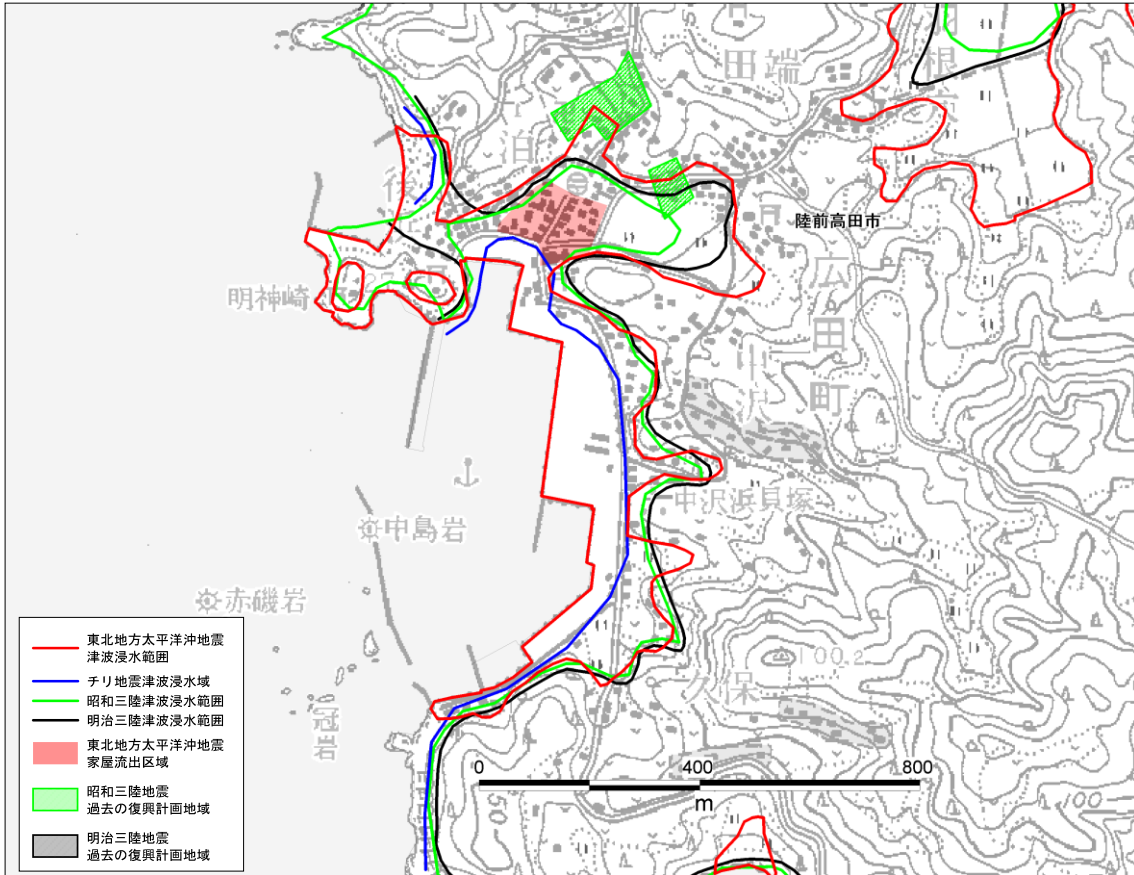 田端
泊
根
陸前高田市
広田町
明神崎
中沢
中沢浜貝塚
中島岩
赤磯岩
冠岩
久保
100.2
100
50
0 400 800
m
東北地方太平洋沖地震
津波浸水範囲
チリ地震津波浸水域
昭和三陸津波浸水範囲
明治三陸津波浸水範囲
東北地方太平洋沖地震
家屋流出区域
昭和三陸地震
過去の復興計画地域
明治三陸地震
過去の復興計画地域